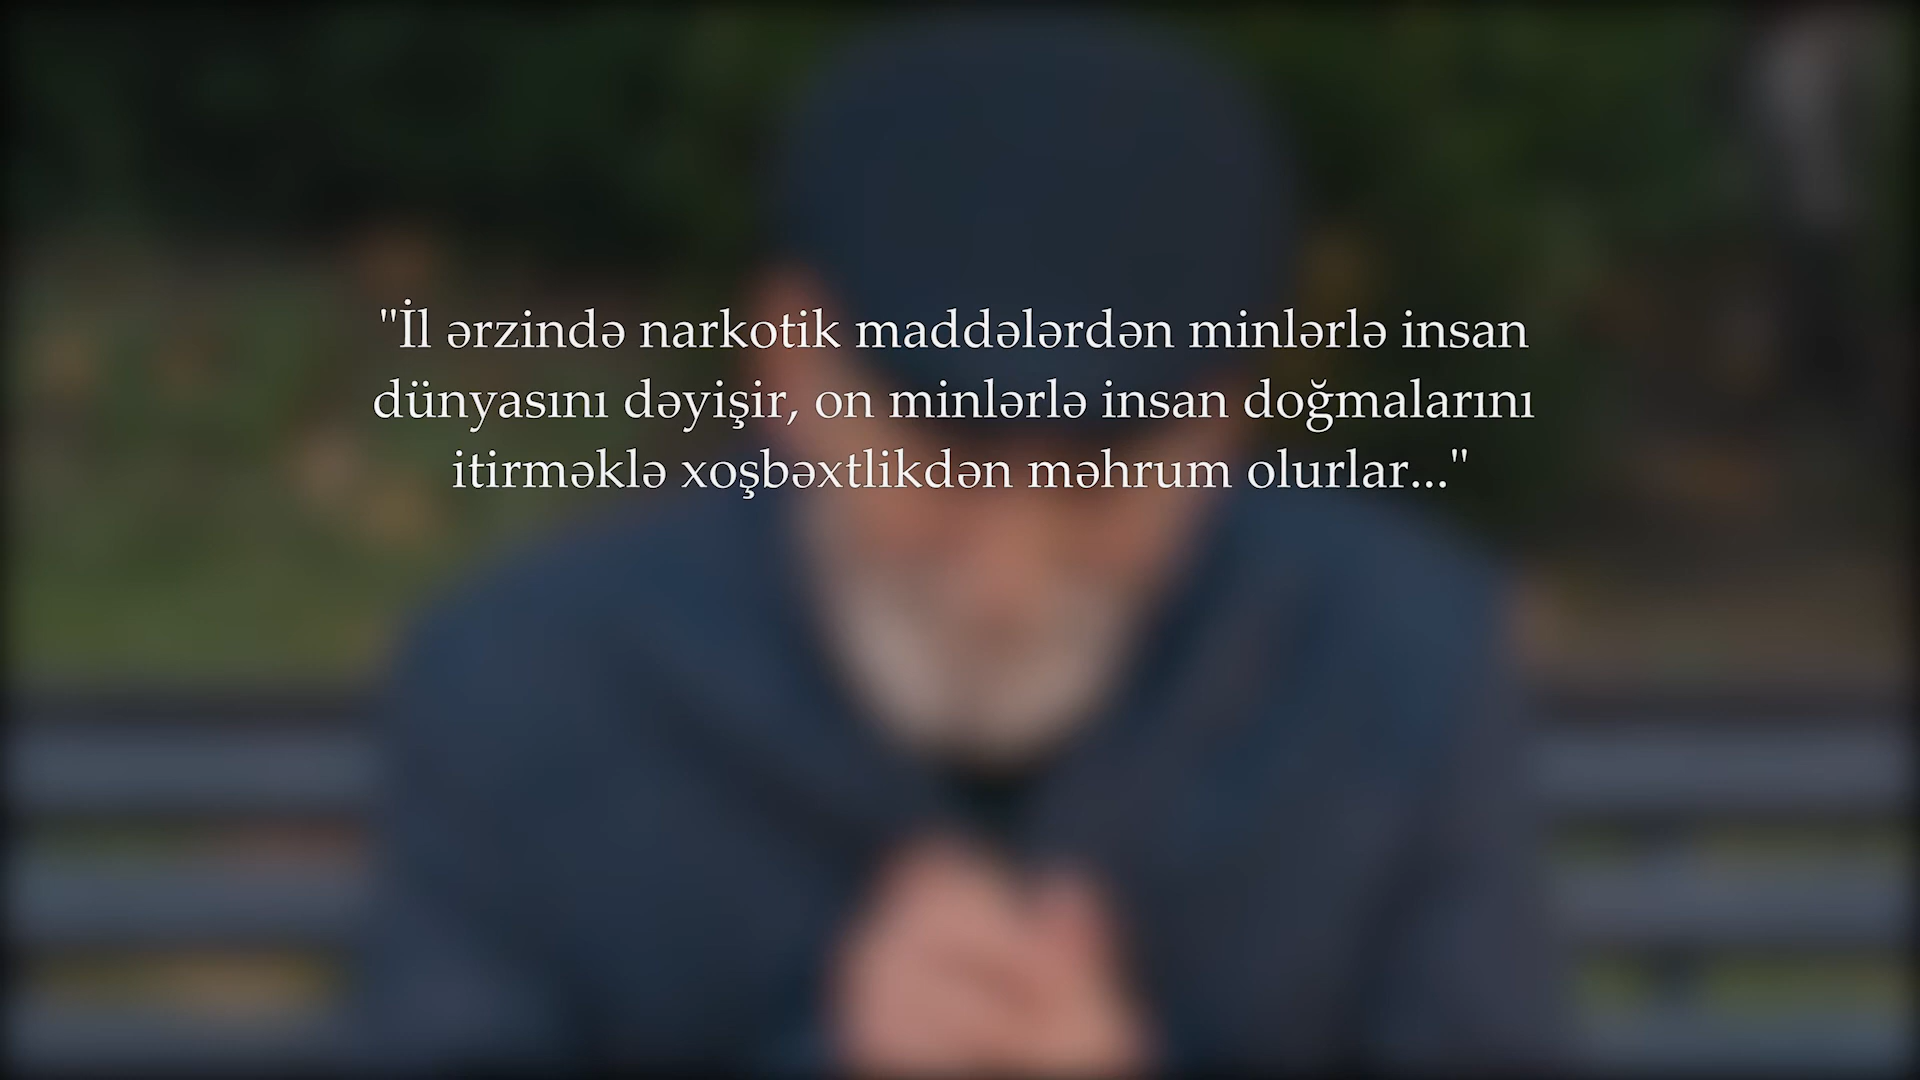 "İl ərzində narkotik maddələrdən minlərlə insan
dünyasını dəyişir, on minlərlə insan doğmalarını
itirməklə xoşbəxtlikdən məhrum olurlar..."